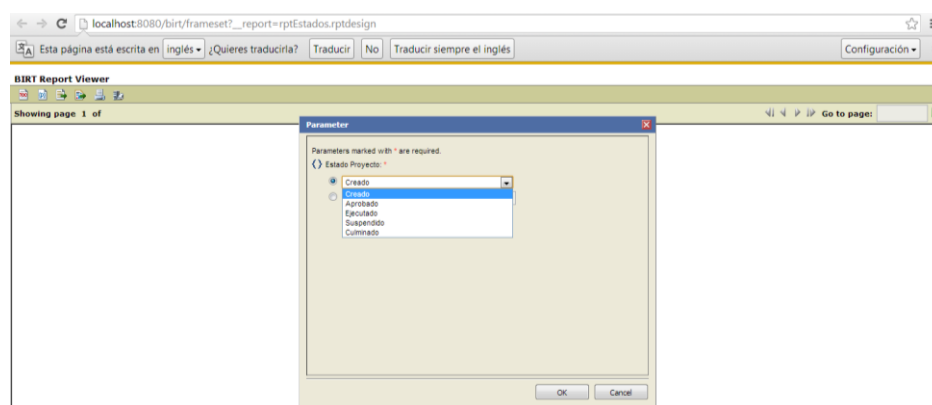 localhost:8080/birt/frameset?__report=rptEstados.rptdesign
Esta página está escrita en inglés ¿Quieres traducirla? Traducir No Traducir siempre el inglés Configuración
BIRT Report Viewer
Showing page 1 of Go to page:
Parameter
Parameters marked with * are required.
Estado Proyecto: *
Creado
Creado
Aprobado
Ejecutado
Suspendido
Culminado
OK Cancel